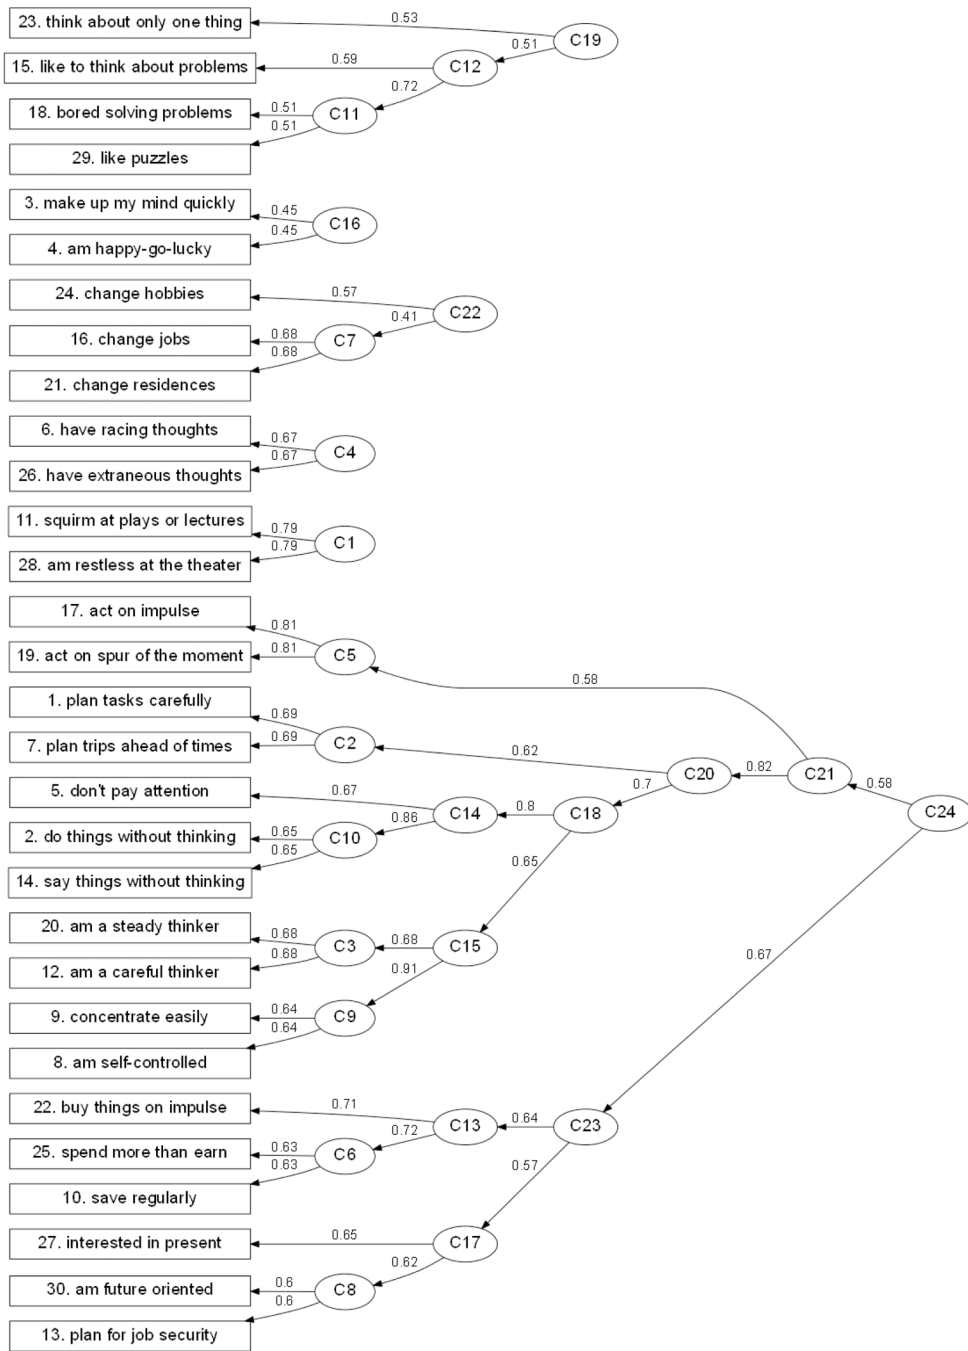 23. think about only one thing
0.53
C19
0.51
15. like to think about problems
0.59
C12
0.72
18. bored solving problems
0.51
0.51
C11
29. like puzzles
3. make up my mind quickly
0.45
0.45
C16
4. am happy-go-lucky
24. change hobbies
0.57
C22
0.41
16. change jobs
0.68
0.68
C7
21. change residences
6. have racing thoughts
0.67
0.67
C4
26. have extraneous thoughts
11. squirm at plays or lectures
0.79
0.79
C1
28. am restless at the theater
17. act on impulse
0.81
19. act on spur of the moment
0.81
C5
0.58
1. plan tasks carefully
0.69
7. plan trips ahead of times
0.69
C2
0.62
C20
0.82
C21
0.58
0.7
C24
5. don't pay attention
0.67
C14
0.8
C18
0.86
2. do things without thinking
0.65
0.65
C10
14. say things without thinking
0.65
20. am a steady thinker
0.68
0.68
C3
0.68
C15
12. am a careful thinker
0.91
0.67
9. concentrate easily
0.64
0.64
C9
8. am self-controlled
22. buy things on impulse
0.71
C13
0.64
C23
0.72
25. spend more than earn
0.63
0.63
C6
0.57
10. save regularly
27. interested in present
0.65
C17
0.62
30. am future oriented
0.6
0.6
C8
13. plan for job security